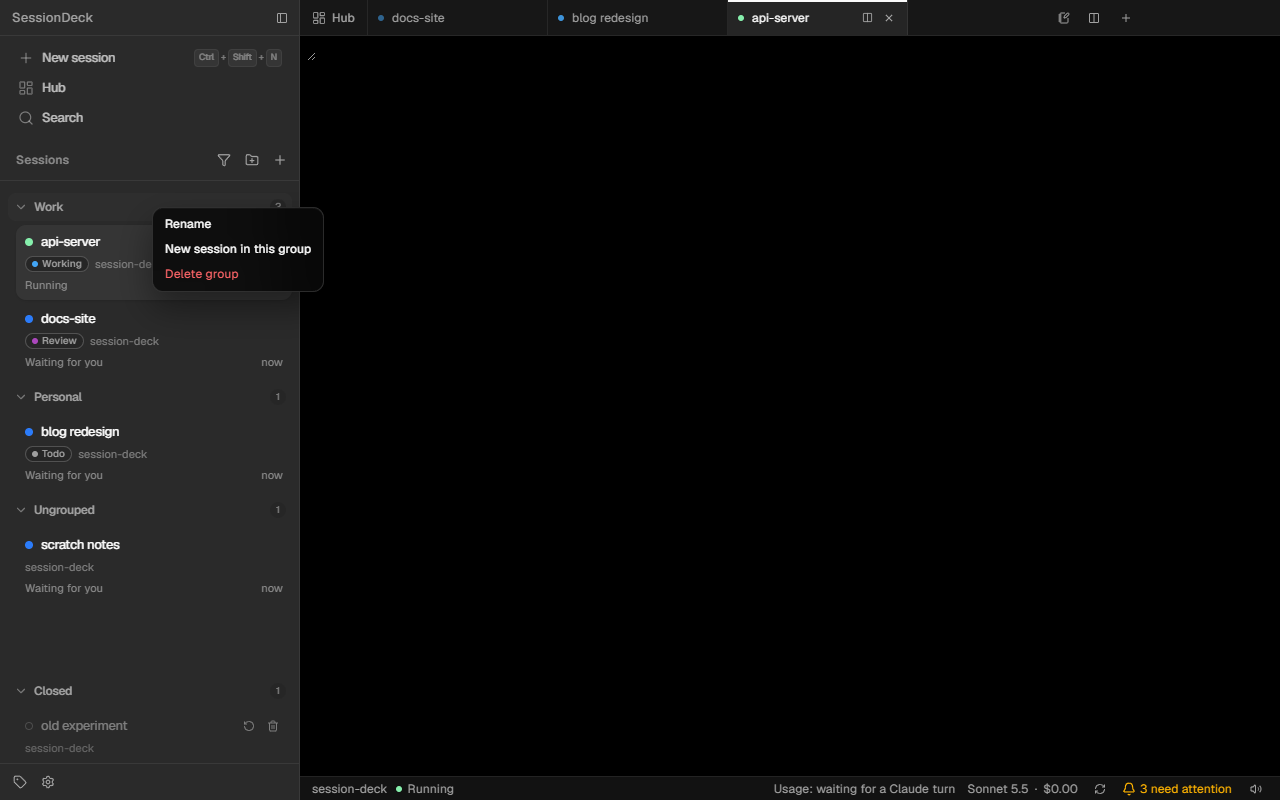 SessionDeck
Hub
docs-site
blog redesign
api-server
New session
Ctrl + Shift + N
Hub
Search
Sessions
Work
Rename
New session in this group
Delete group
api-server
Working
Running
docs-site
Review session-deck
Waiting for you now
Personal 1
blog redesign
Todo session-deck
Waiting for you now
Ungrouped 1
scratch notes
session-deck
Waiting for you now
Closed 1
old experiment
session-deck
session-deck Running
Usage: waiting for a Claude turn
Sonnet 5.5 · $0.00
3 need attention